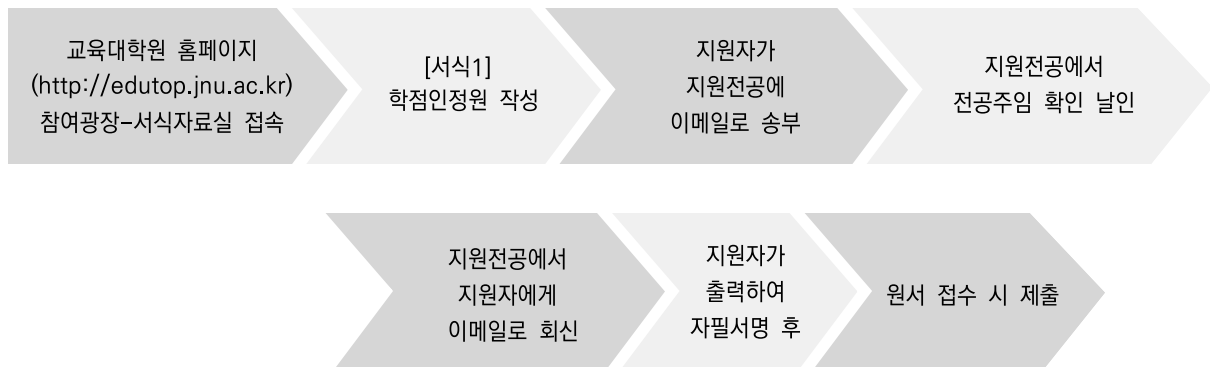 교육대학원 홈페이지
(http://edutop.jnu.ac.kr)
참여광장-서식자료실 접속
[서식1]
학점인정원 작성
지원자가
지원전공에
이메일로 송부
지원전공에서
전공주임 확인 날인
지원전공에서
지원자에게
이메일로 회신
지원자가
출력하여
자필서명 후
원서 접수 시 제출